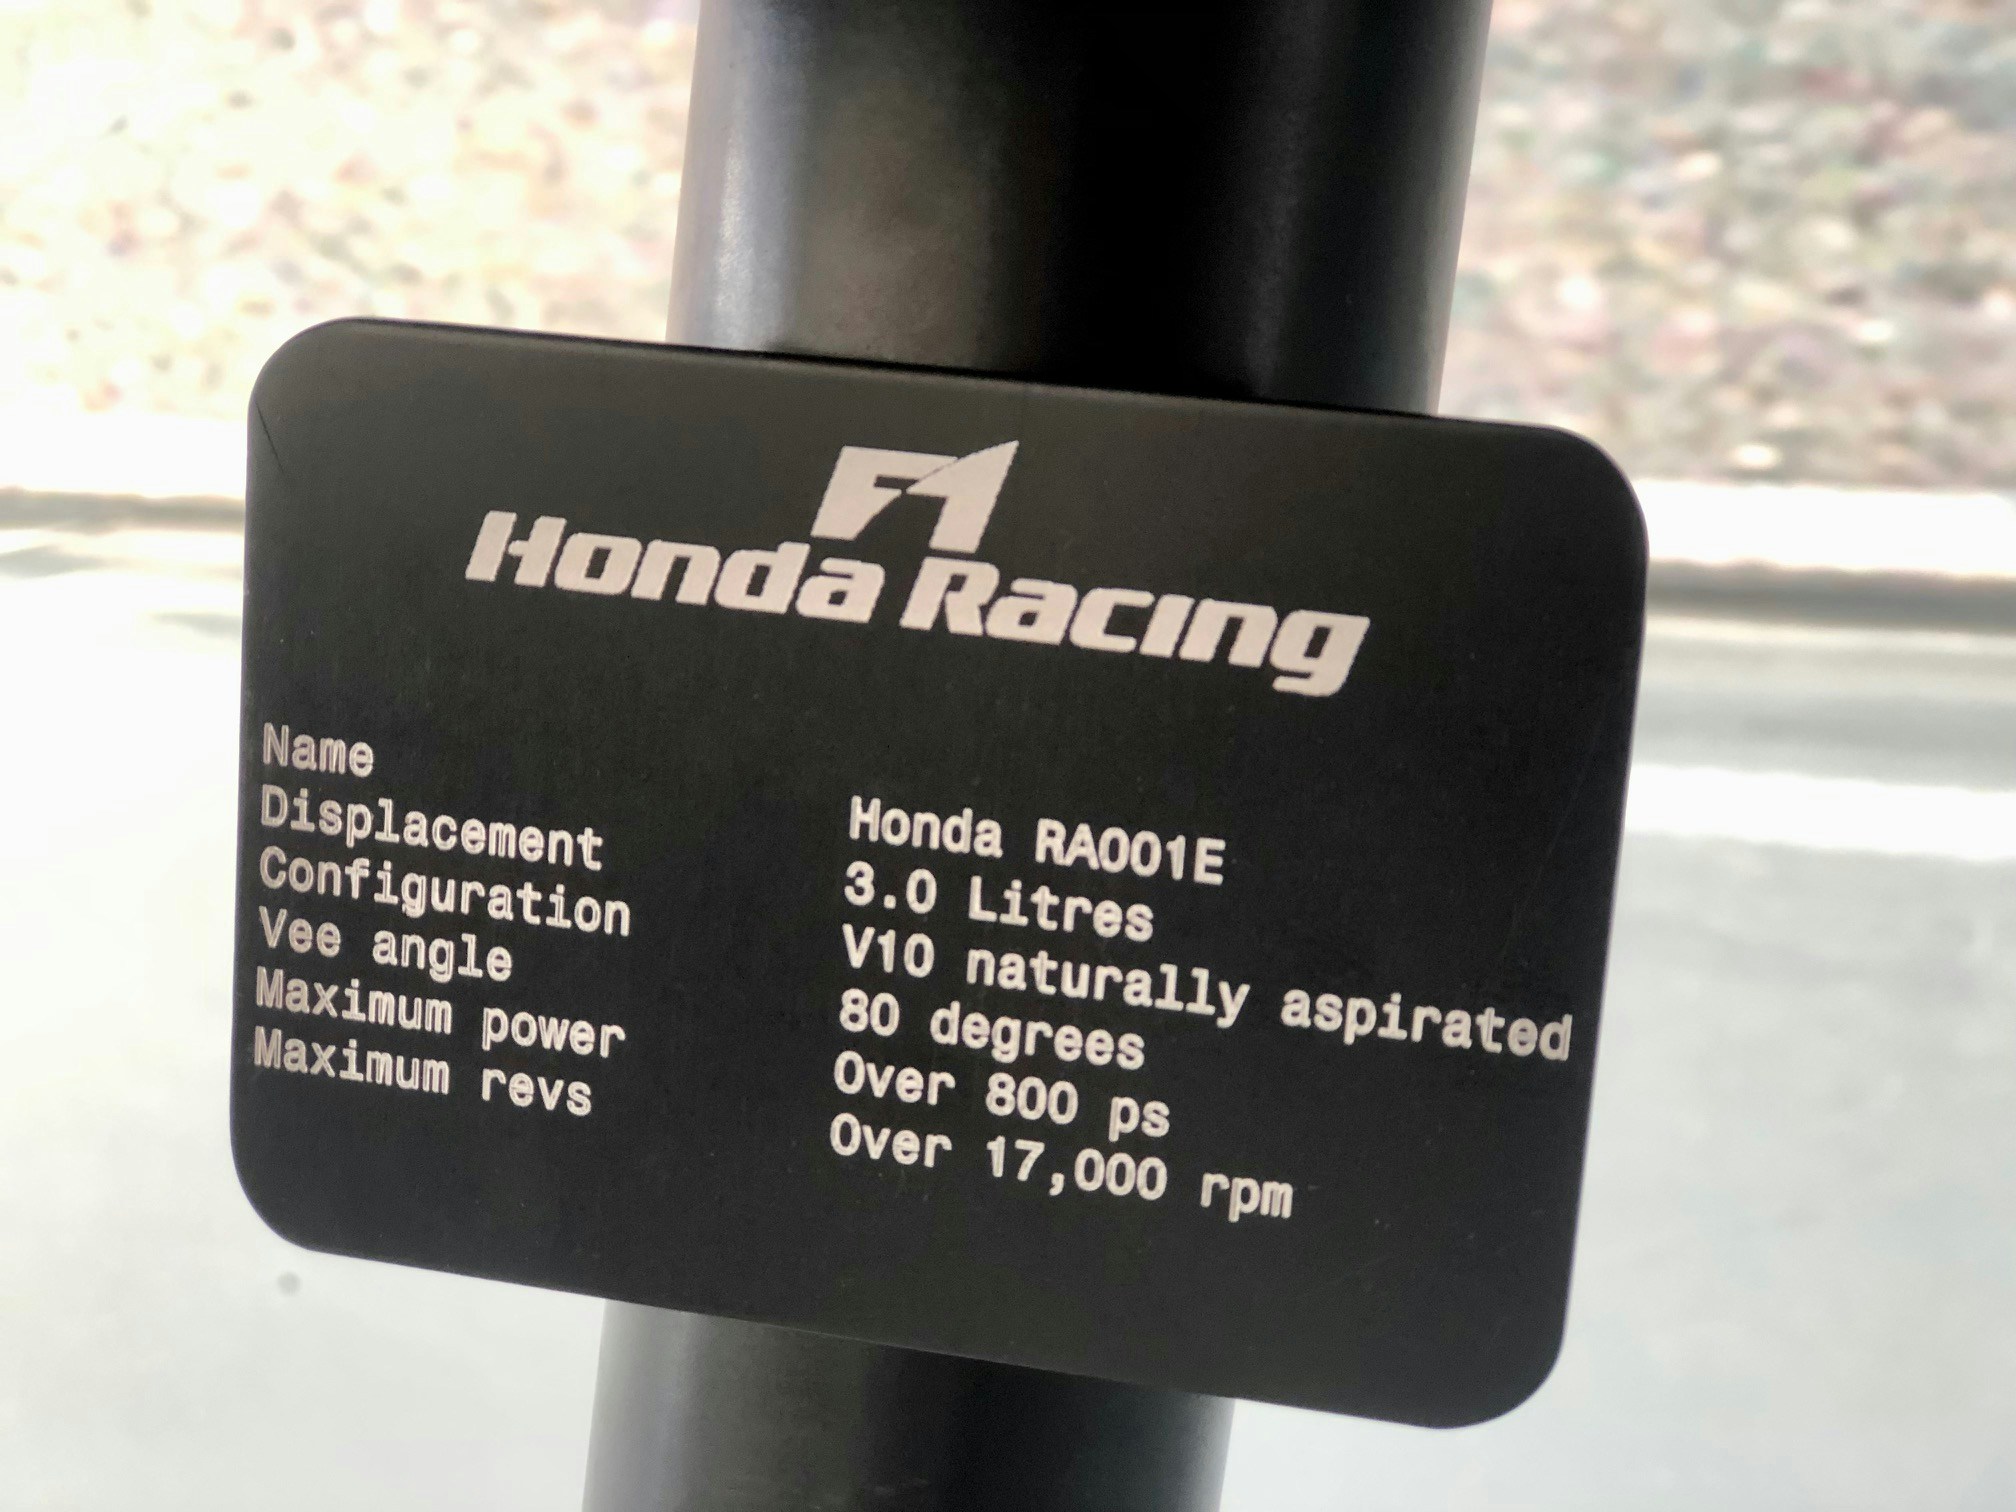 F1
Honda Racing
Name Honda RA001E
Displacement 3.0 Litres
Configuration V10 naturally aspirated
Vee angle 80 degrees
Maximum power Over 800 ps
Maximum revs Over 17,000 rpm